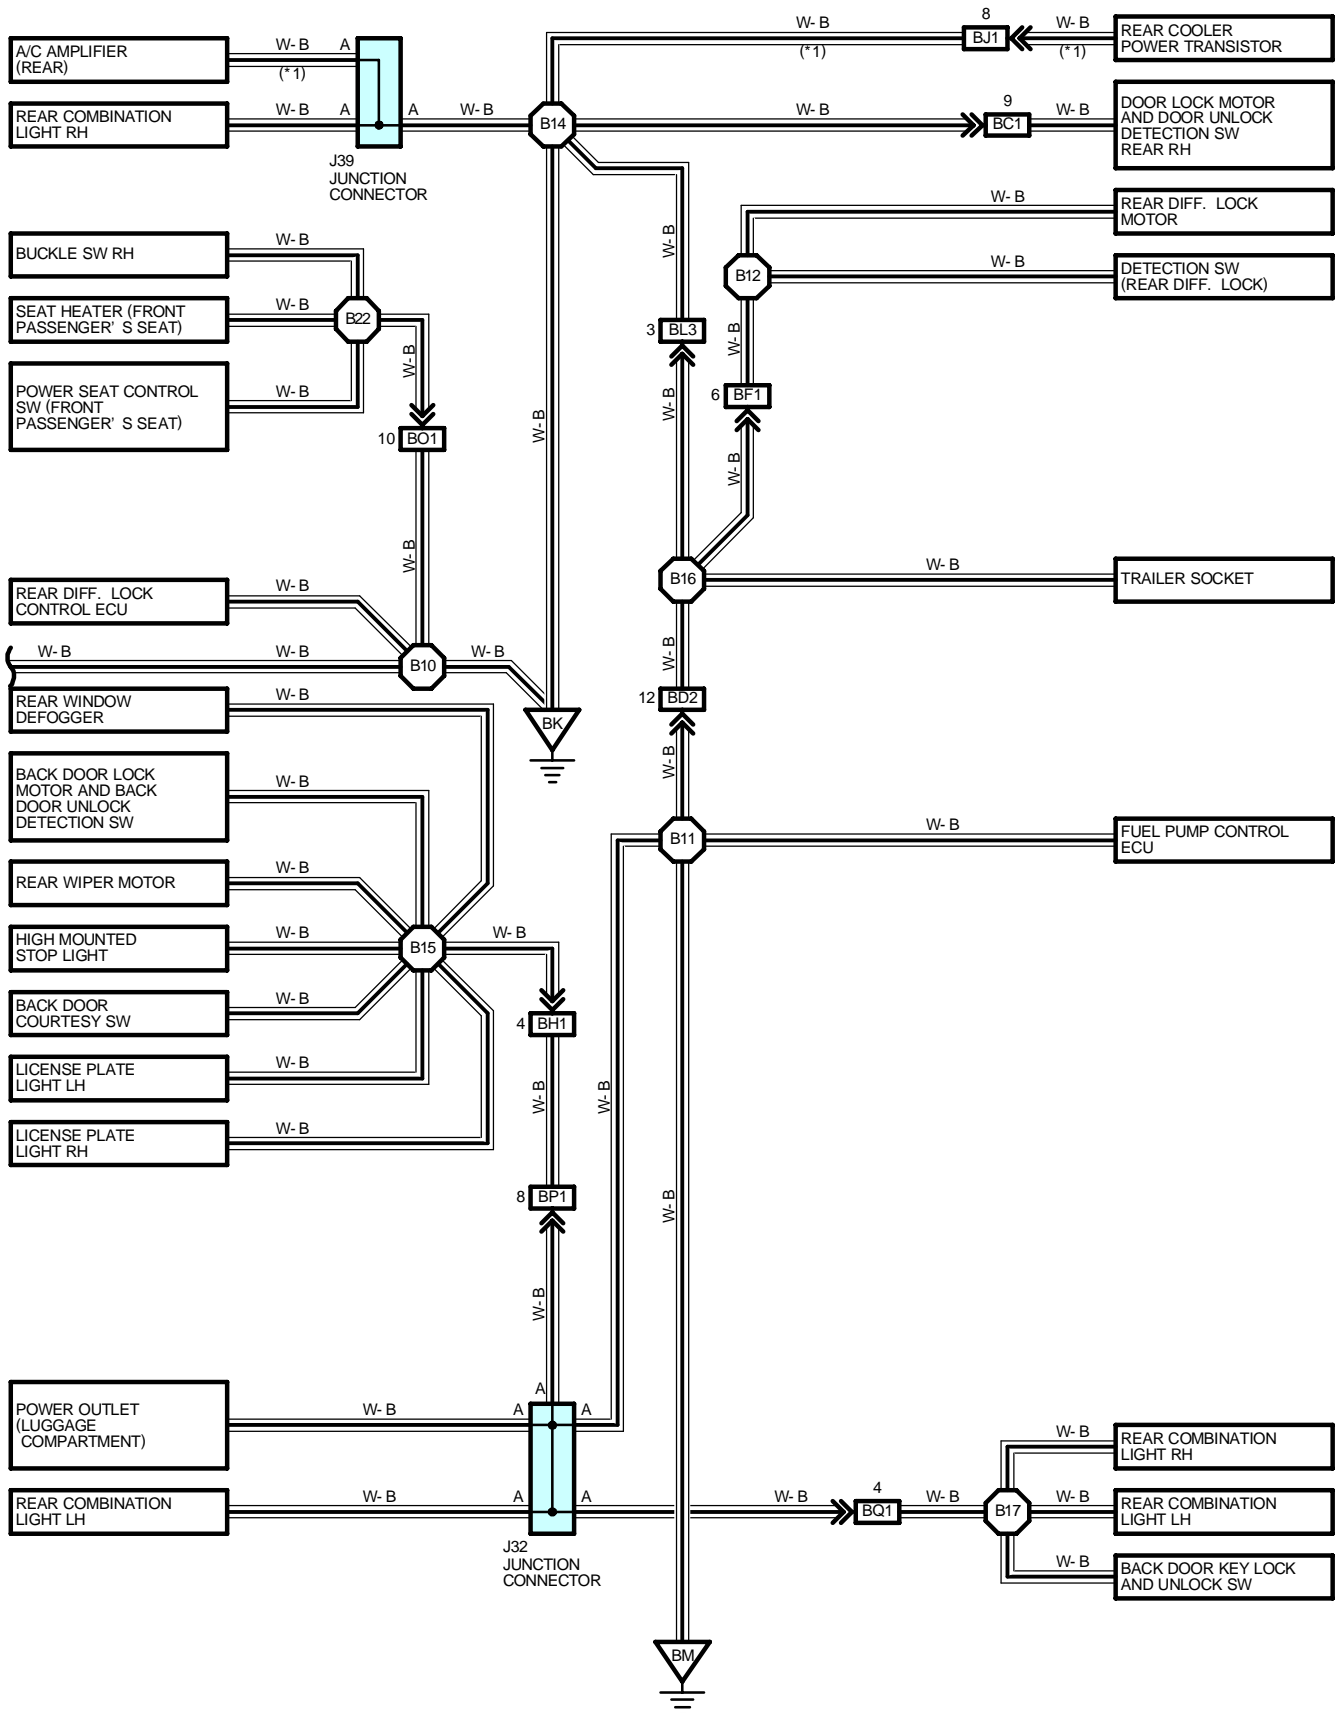 8
W-B
BJ1
W-B
REAR COOLER
POWER TRANSISTOR
(*1)
(*1)
A/C AMPLIFIER
(REAR)
W-B
A
(*1)
REAR COMBINATION
LIGHT RH
W-B
A
A
W-B
B14
W-B
9
BC1
W-B
DOOR LOCK MOTOR
AND DOOR UNLOCK
DETECTION SW
REAR RH
J39
JUNCTION
CONNECTOR
W-B
REAR DIFF. LOCK
MOTOR
BUCKLE SW RH
W-B
W-B
B12
W-B
DETECTION SW
(REAR DIFF. LOCK)
SEAT HEATER (FRONT
PASSENGER'S SEAT)
W-B
B22
3
BL3
W-B
W-B
POWER SEAT CONTROL
SW (FRONT
PASSENGER'S SEAT)
W-B
W-B
6
BF1
10
BO1
W-B
W-B
W-B
REAR DIFF. LOCK
CONTROL ECU
W-B
B16
W-B
TRAILER SOCKET
W-B
W-B
B10
W-B
W-B
REAR WINDOW
DEFOGGER
W-B
12
BD2
BK
W-B
BACK DOOR LOCK
MOTOR AND BACK
DOOR UNLOCK
DETECTION SW
W-B
B11
W-B
FUEL PUMP CONTROL
ECU
REAR WIPER MOTOR
W-B
HIGH MOUNTED
STOP LIGHT
W-B
B15
W-B
BACK DOOR
COURTESY SW
W-B
4
BH1
LICENSE PLATE
LIGHT LH
W-B
W-B
W-B
LICENSE PLATE
LIGHT RH
W-B
8
BP1
W-B
W-B
A
POWER OUTLET
(LUGGAGE
COMPARTMENT)
W-B
A
A
REAR COMBINATION
LIGHT LH
W-B
A
A
J32
JUNCTION
CONNECTOR
W-B
4
BQ1
W-B
B17
W-B
REAR COMBINATION
LIGHT RH
W-B
REAR COMBINATION
LIGHT LH
W-B
BACK DOOR KEY LOCK
AND UNLOCK SW
BM